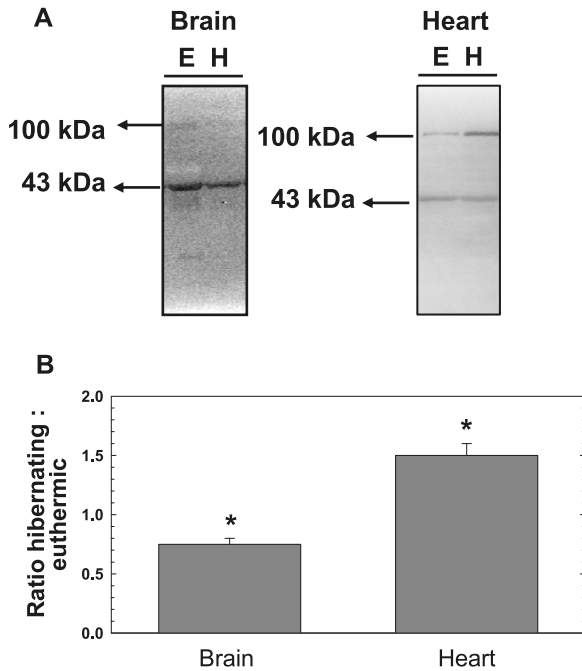 A
Brain
Heart
E H
E H
100 kDa
43 kDa
100 kDa
43 kDa
B
Ratio hibernating :
euthermic
2.0
1.5
1.0
0.5
0.0
*
*
Brain
Heart